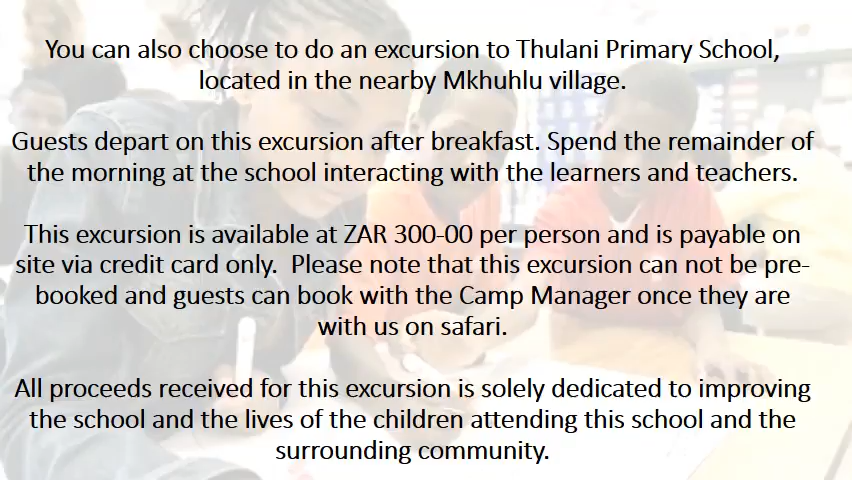 You can also choose to do an excursion to Thulani Primary School,
located in the nearby Mkhuhlu village.
Guests depart on this excursion after breakfast. Spend the remainder of
the morning at the school interacting with the learners and teachers.
This excursion is available at ZAR 300-00 per person and is payable on
site via credit card only.  Please note that this excursion can not be pre-
booked and guests can book with the Camp Manager once they are
with us on safari.
All proceeds received for this excursion is solely dedicated to improving
the school and the lives of the children attending this school and the
surrounding community.